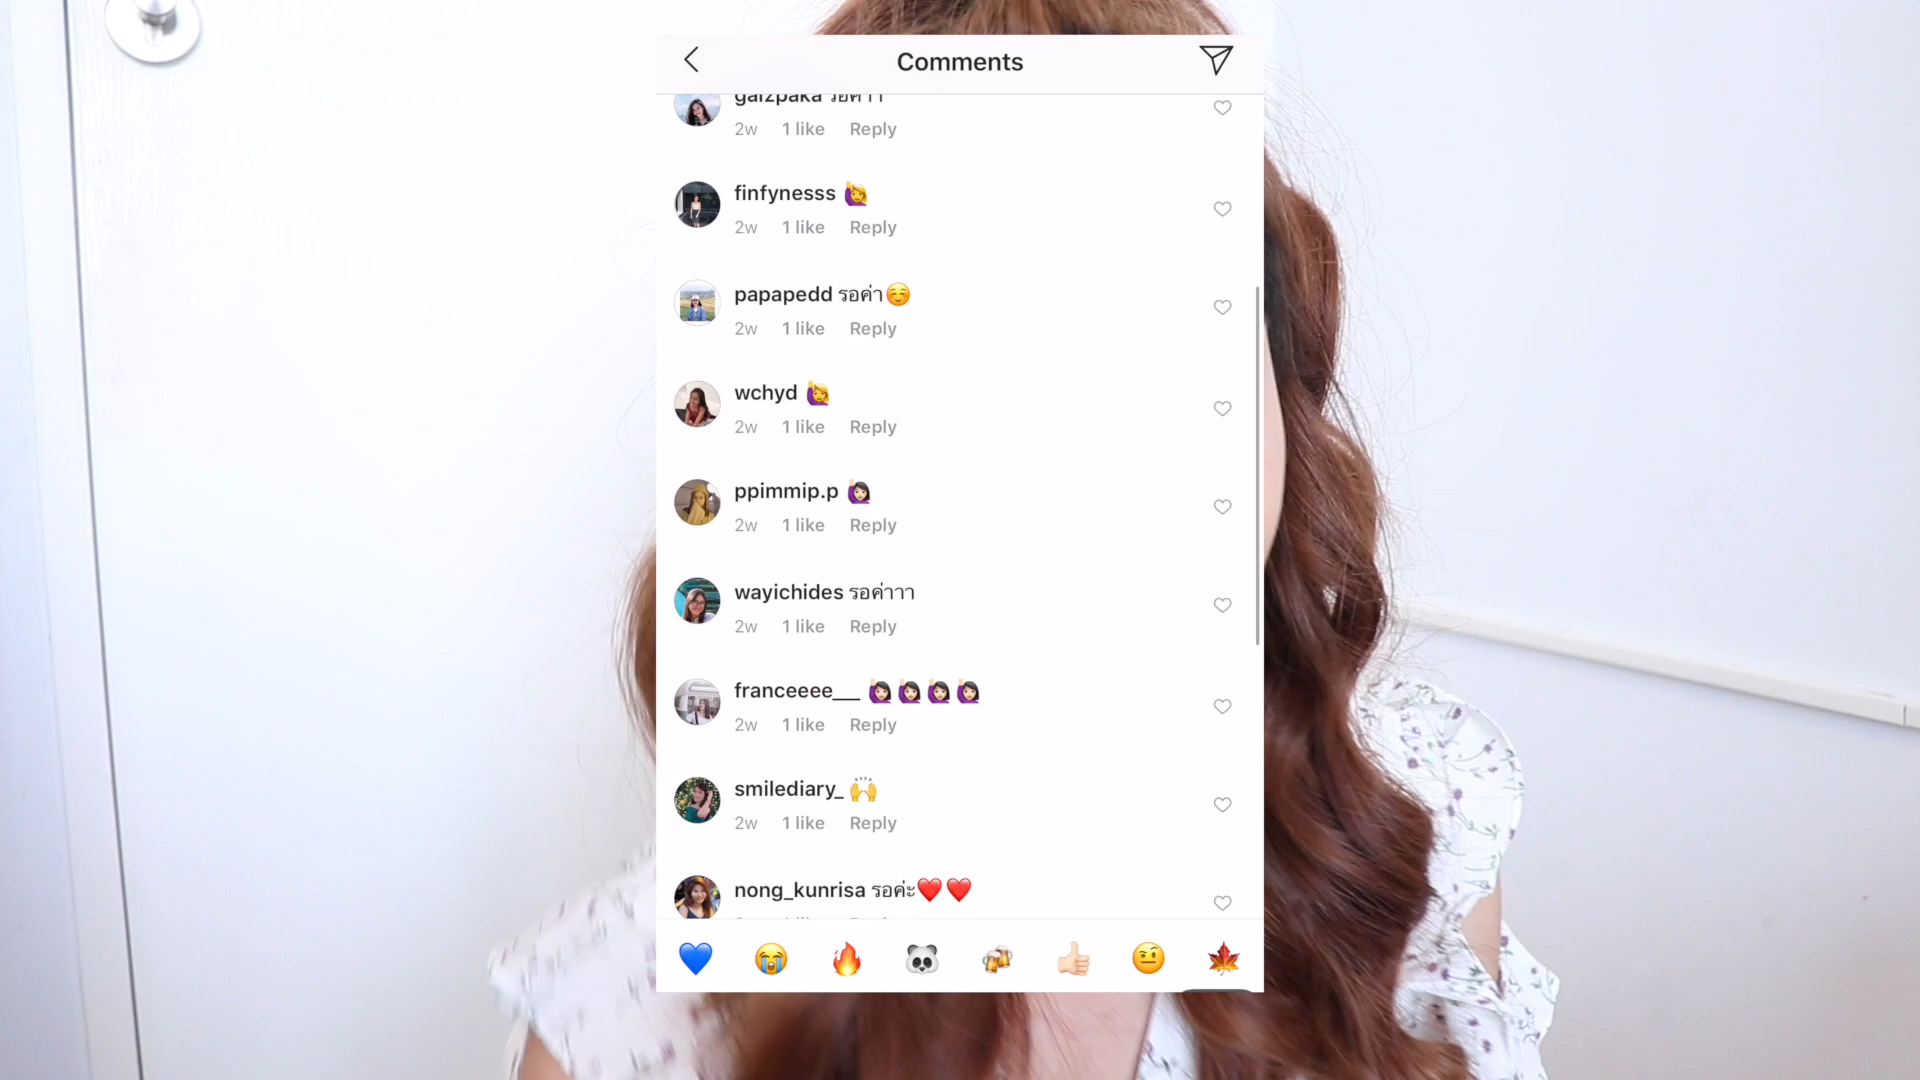 Comments
2w 1 like Reply
finfynesss 🙋‍♀️
2w 1 like Reply
papapedd รอค่า☺️
2w 1 like Reply
wchyd 🙋‍♀️
2w 1 like Reply
ppimmip.p 🙋🏻‍♀️
2w 1 like Reply
wayichides รอค่าาา
2w 1 like Reply
franceeee___ 🙋🏻‍♀️🙋🏻‍♀️🙋🏻‍♀️🙋🏻‍♀️
2w 1 like Reply
smilediary_ 🙌
2w 1 like Reply
nong_kunrisa รอค่ะ❤️❤️